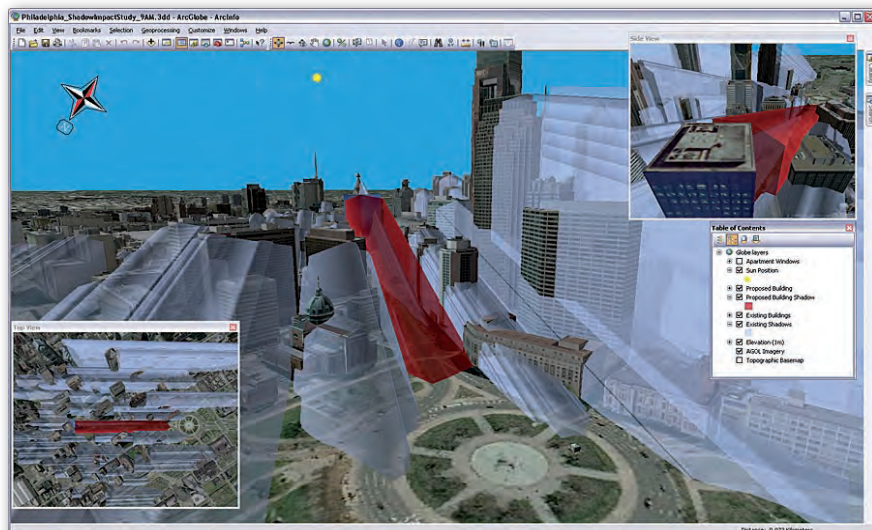 Philadelphia_ShadowImpactStudy_9AM.3dd - ArcGlobe - ArcInfo
File Edit View Bookmarks Selection Geoprocessing Customize Windows Help
Side View
Table of Contents
Globe layers
Apartment Windows
Sun Position
Proposed Building
Proposed Building Shadow
Existing Buildings
Existing Shadows
Elevation (1m)
AGOL Imagery
Topographic Basemap
Top View